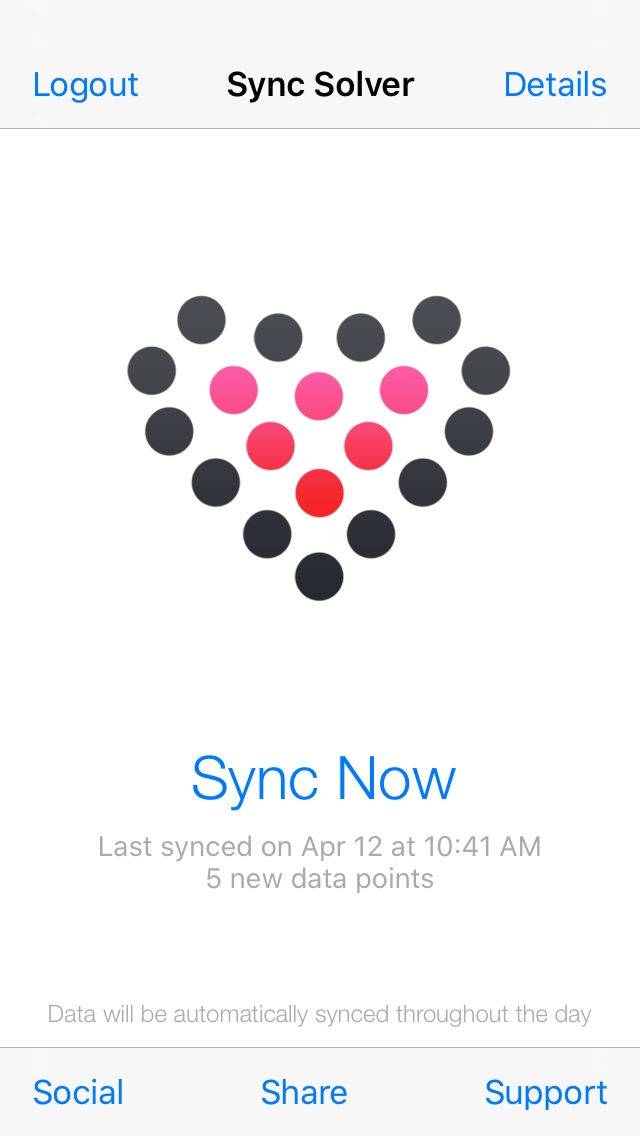 Logout
Sync Solver
Details
Sync Now
Last synced on Apr 12 at 10:41 AM
5 new data points
Data will be automatically synced throughout the day
Social
Share
Support